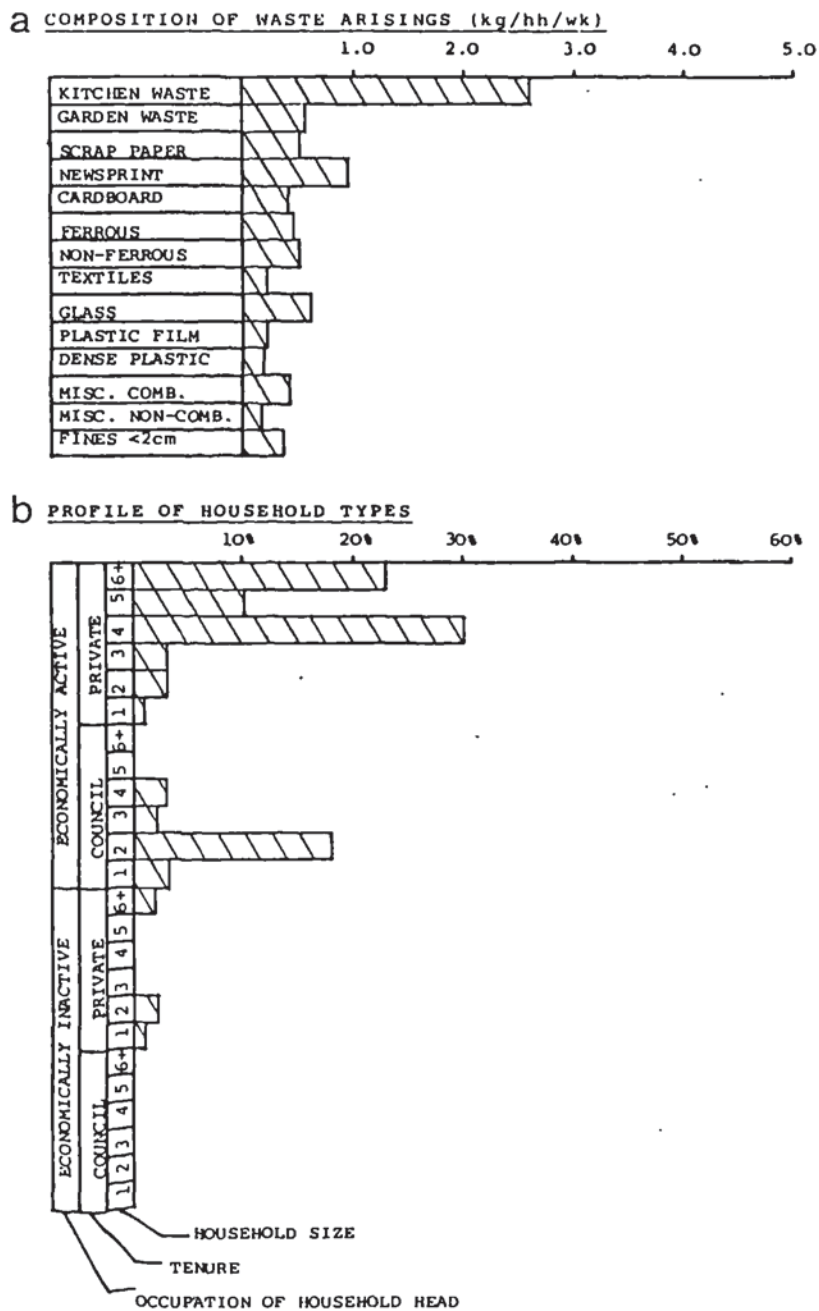 a COMPOSITION OF WASTE ARISINGS (kg/hh/wk)
1.0 2.0 3.0 4.0 5.0
KITCHEN WASTE
GARDEN WASTE
SCRAP PAPER
NEWSPRINT
CARDBOARD
FERROUS
NON-FERROUS
TEXTILES
GLASS
PLASTIC FILM
DENSE PLASTIC
MISC. COMB.
MISC. NON-COMB.
FINES <2cm
b PROFILE OF HOUSEHOLD TYPES
10% 20% 30% 40% 50% 60%
ECONOMICALLY ACTIVE
PRIVATE
6+
5
4
3
2
1
COUNCIL
6+
5
4
3
2
1
ECONOMICALLY INACTIVE
PRIVATE
6+
5
4
3
2
1
COUNCIL
6+
5
4
3
2
1
HOUSEHOLD SIZE
TENURE
OCCUPATION OF HOUSEHOLD HEAD